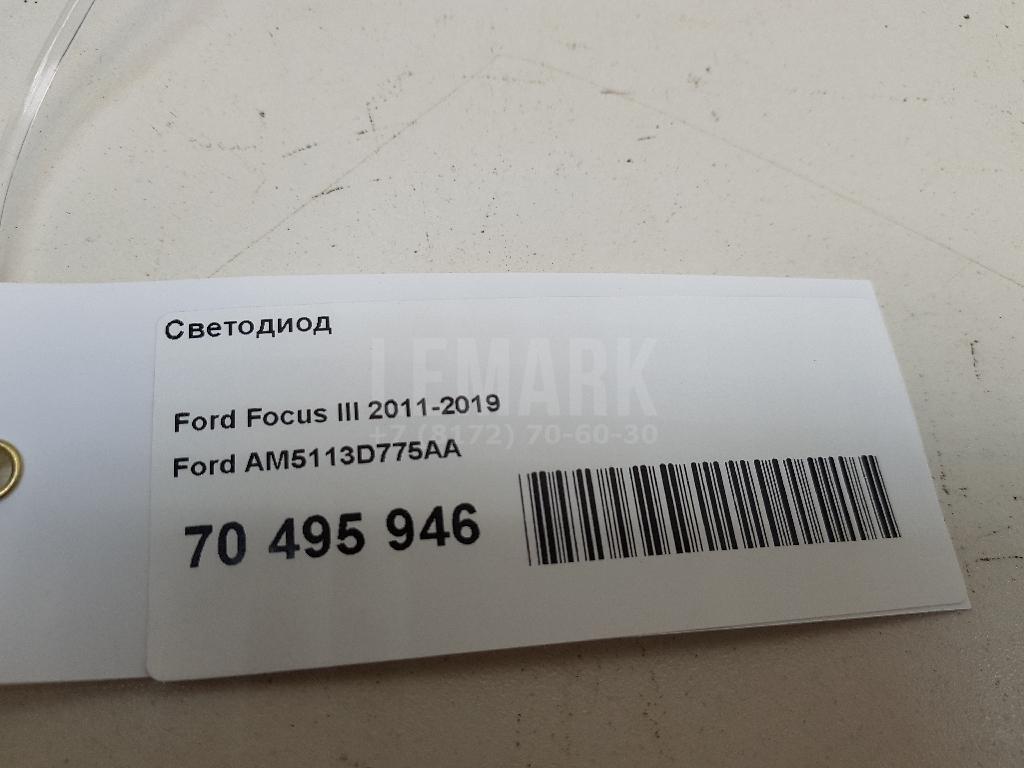 Светодиод
LEMARK
Ford Focus III 2011-2019
+7 (8172) 70-60-30
Ford AM5113D775AA
70 495 946